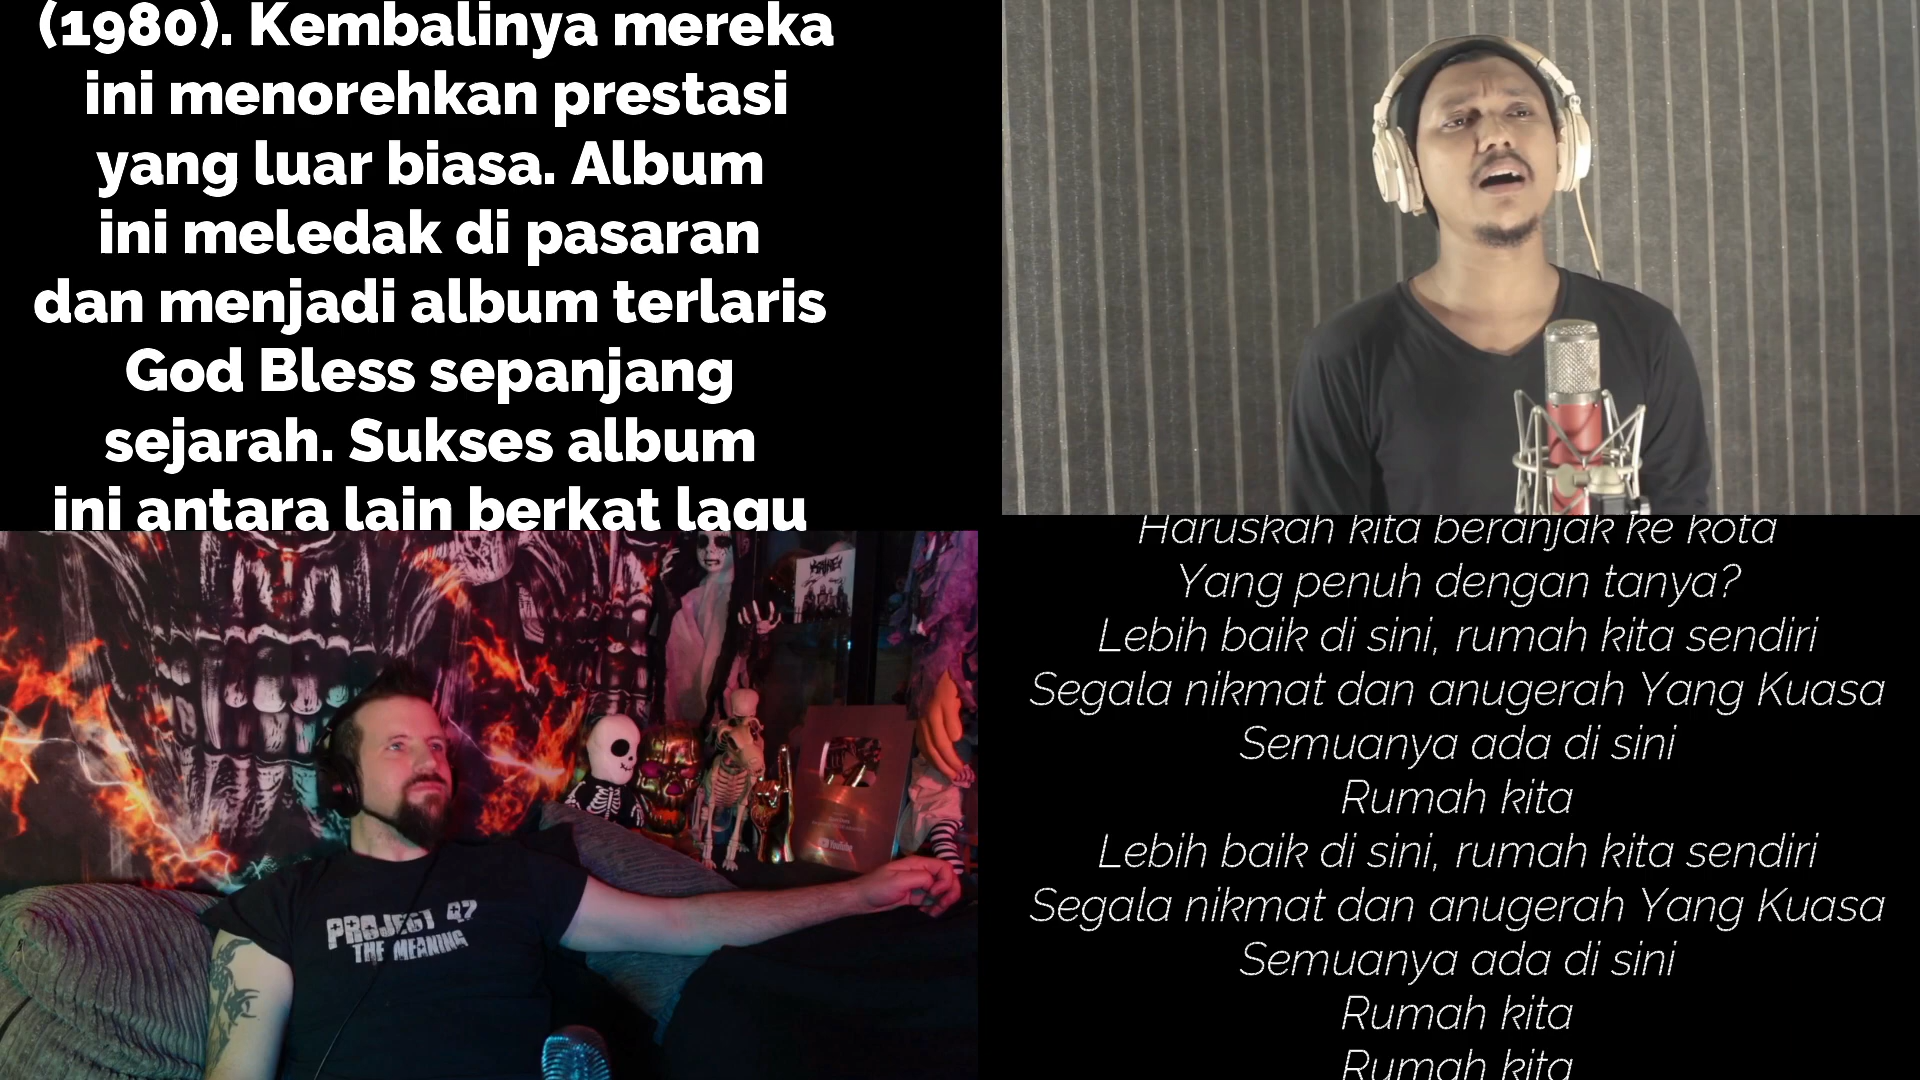 (1980). Kembalinya mereka
ini menorehkan prestasi
yang luar biasa. Album
ini meledak di pasaran
dan menjadi album terlaris
God Bless sepanjang
sejarah. Sukses album
ini antara lain berkat lagu
Haruskah kita beranjak ke kota
Yang penuh dengan tanya?
Lebih baik di sini, rumah kita sendiri
Segala nikmat dan anugerah Yang Kuasa
Semuanya ada di sini
Rumah kita
Lebih baik di sini, rumah kita sendiri
Segala nikmat dan anugerah Yang Kuasa
Semuanya ada di sini
Rumah kita
Rumah kita
PROJECT 47
THE MEANING
YouTube